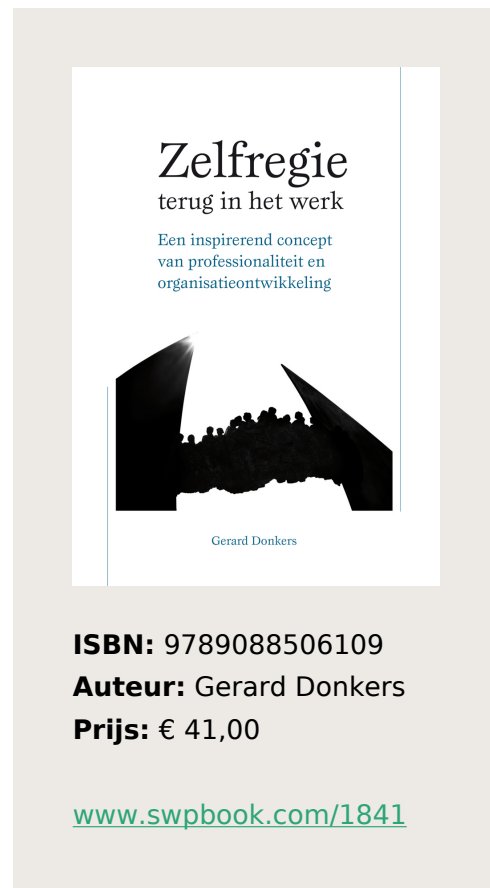 Zelfregie
terug in het werk
Een inspirerend concept
van professionaliteit en
organisatieontwikkeling
Gerard Donkers
ISBN: 9789088506109
Auteur: Gerard Donkers
Prijs: € 41,00
www.swpbook.com/1841